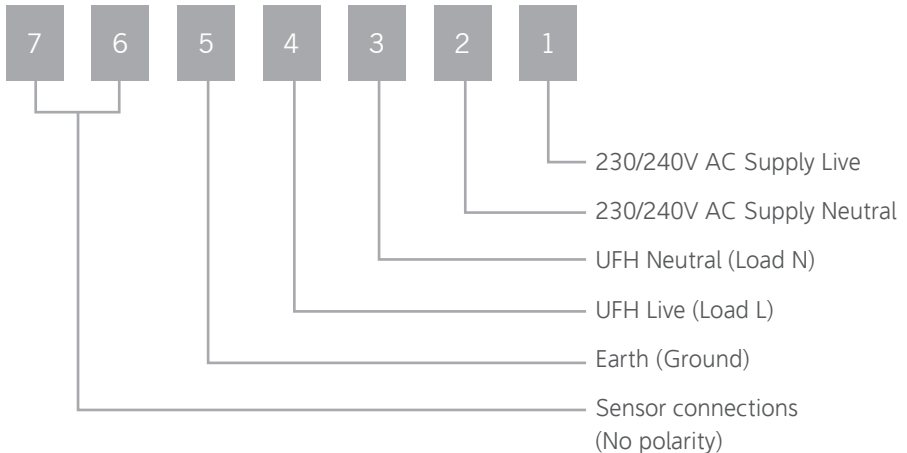 7 6 5 4 3 2 1
230/240V AC Supply Live
230/240V AC Supply Neutral
UFH Neutral (Load N)
UFH Live (Load L)
Earth (Ground)
Sensor connections
(No polarity)